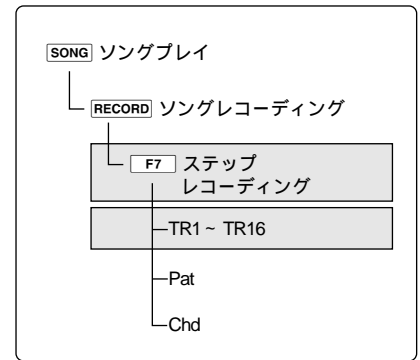 SONG ソングプレイ
RECORD ソングレコーディング
F7 ステップ
レコーディング
TR1 ~ TR16
Pat
Chd